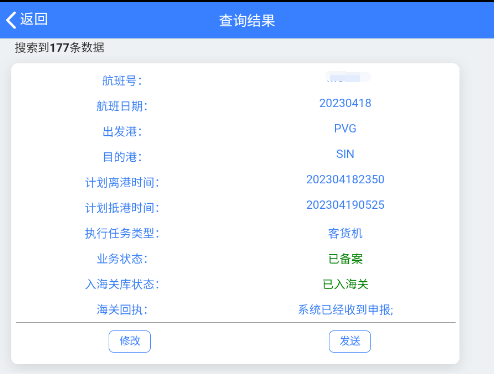 返回
查询结果
搜索到177条数据
航班号：
航班日期： 20230418
出发港： PVG
目的港： SIN
计划离港时间： 202304182350
计划抵港时间： 202304190525
执行任务类型： 客货机
业务状态： 已备案
入海关库状态： 已入海关
海关回执： 系统已经收到申报;
修改 发送